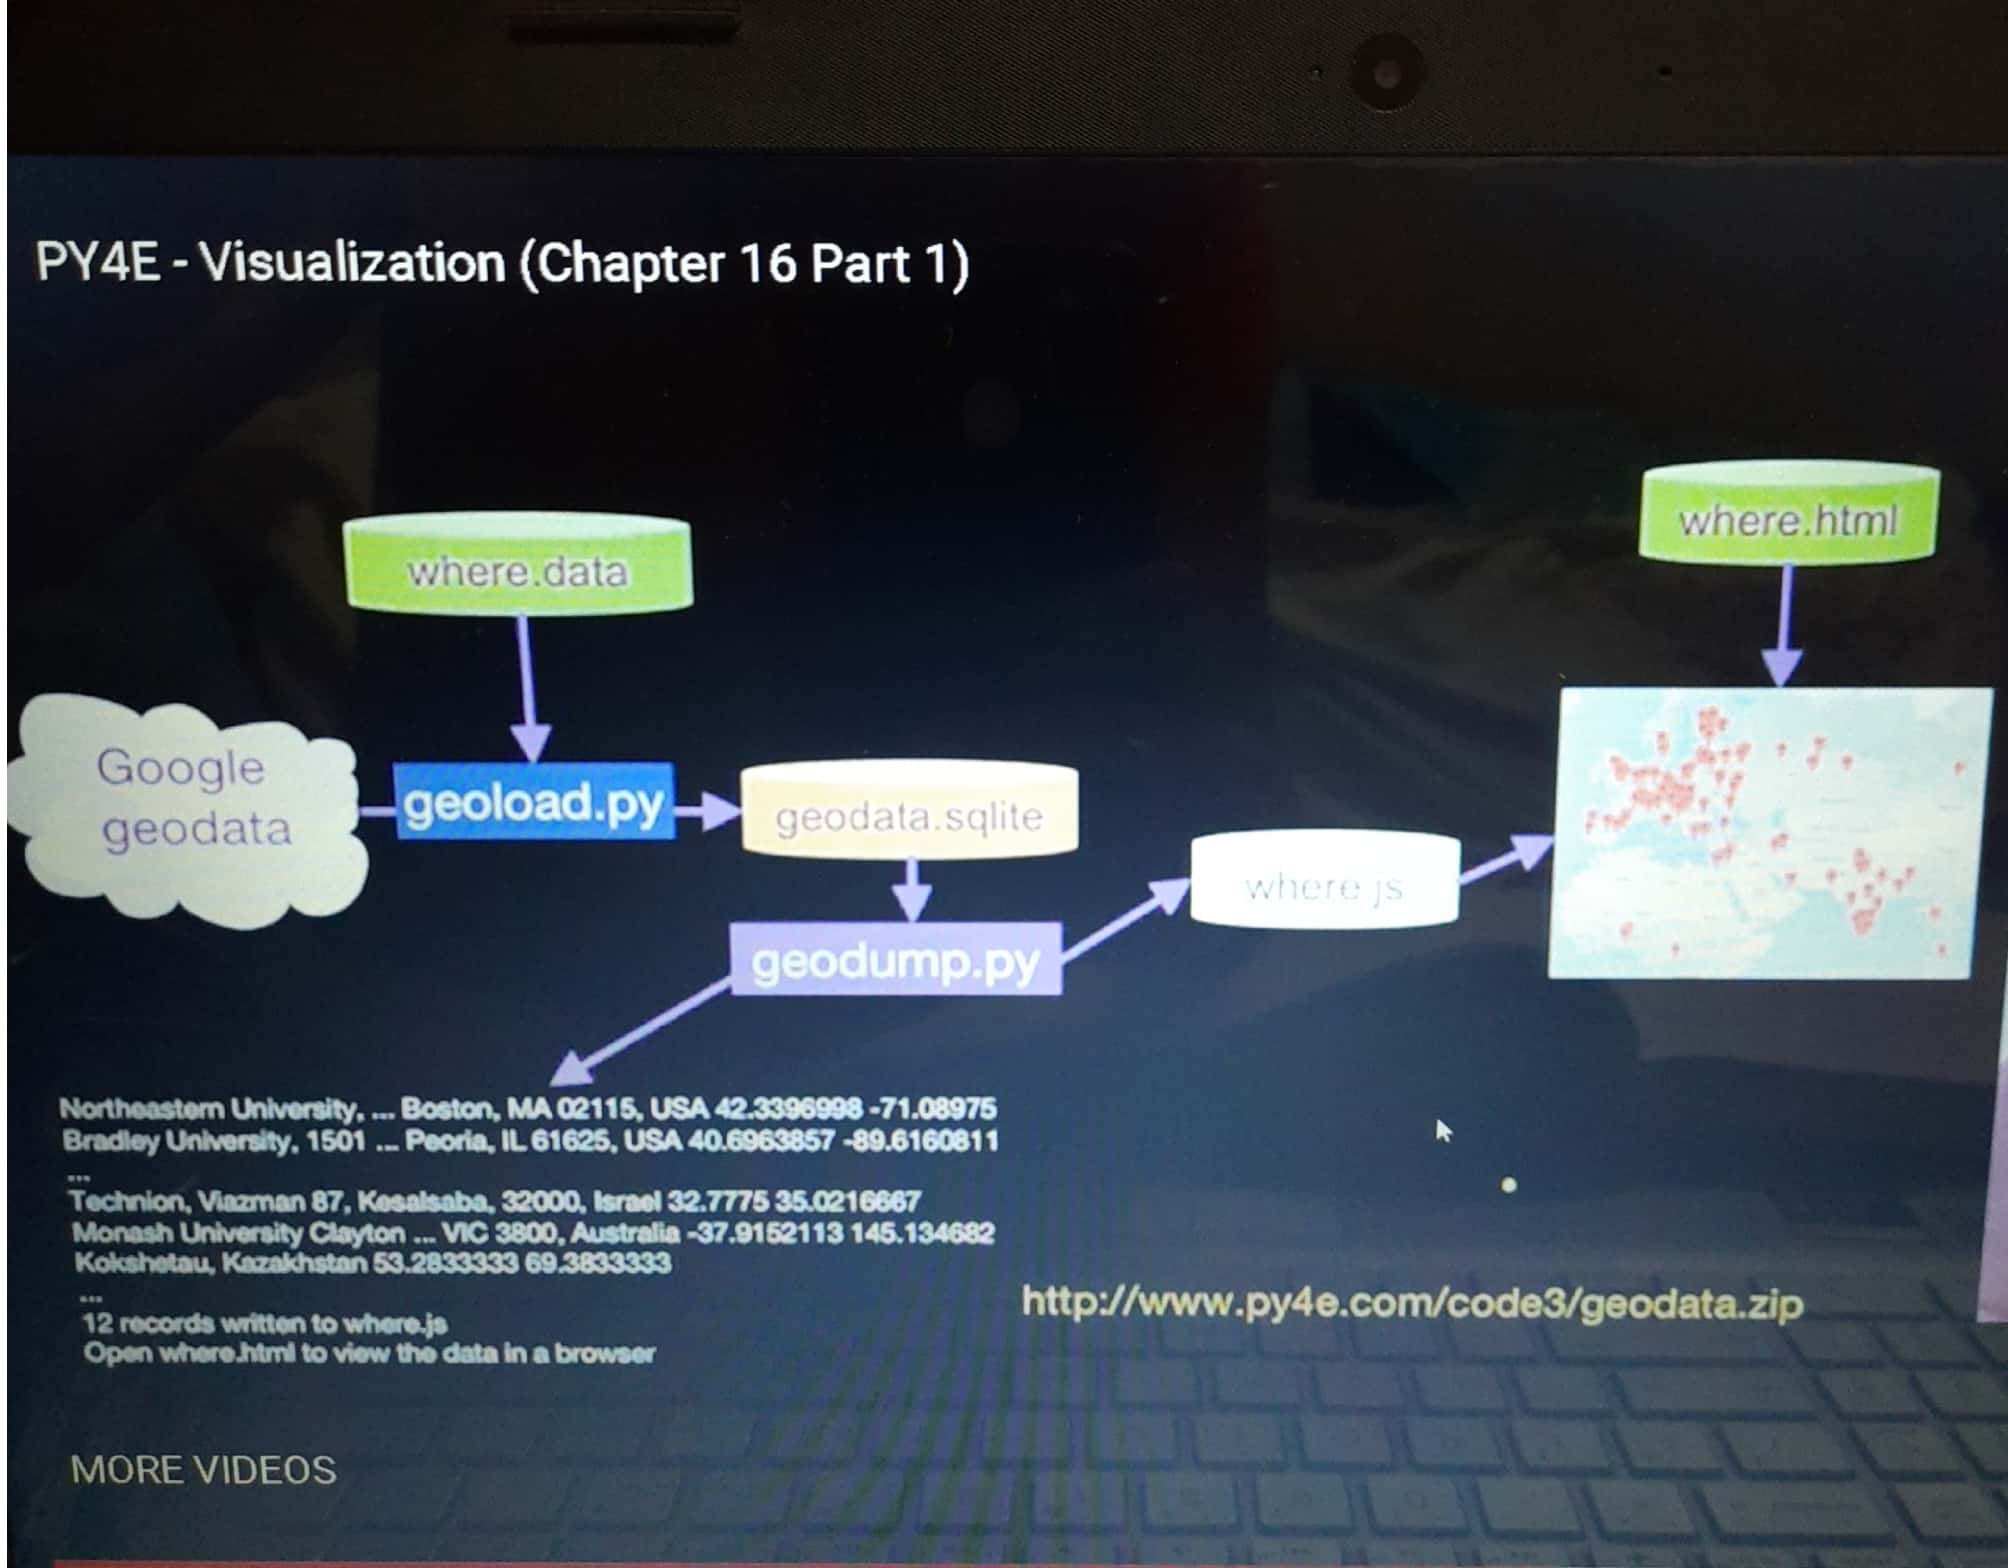 PY4E - Visualization (Chapter 16 Part 1)
where.data
where.html
Google
geodata
geoload.py
geodata.sqlite
where.js
geodump.py
Northeastern University, ... Boston, MA 02115, USA 42.3396998 -71.08975
Bradley University, 1501 ... Peoria, IL 61625, USA 40.6963857 -89.6160811
...
Technion, Viazman 87, Kesalsaba, 32000, Israel 32.7775 35.0216667
Monash University Clayton ... VIC 3800, Australia -37.9152113 145.134682
Kokshetau, Kazakhstan 53.2833333 69.3833333
...
12 records written to where.js
Open where.html to view the data in a browser
http://www.py4e.com/code3/geodata.zip
MORE VIDEOS